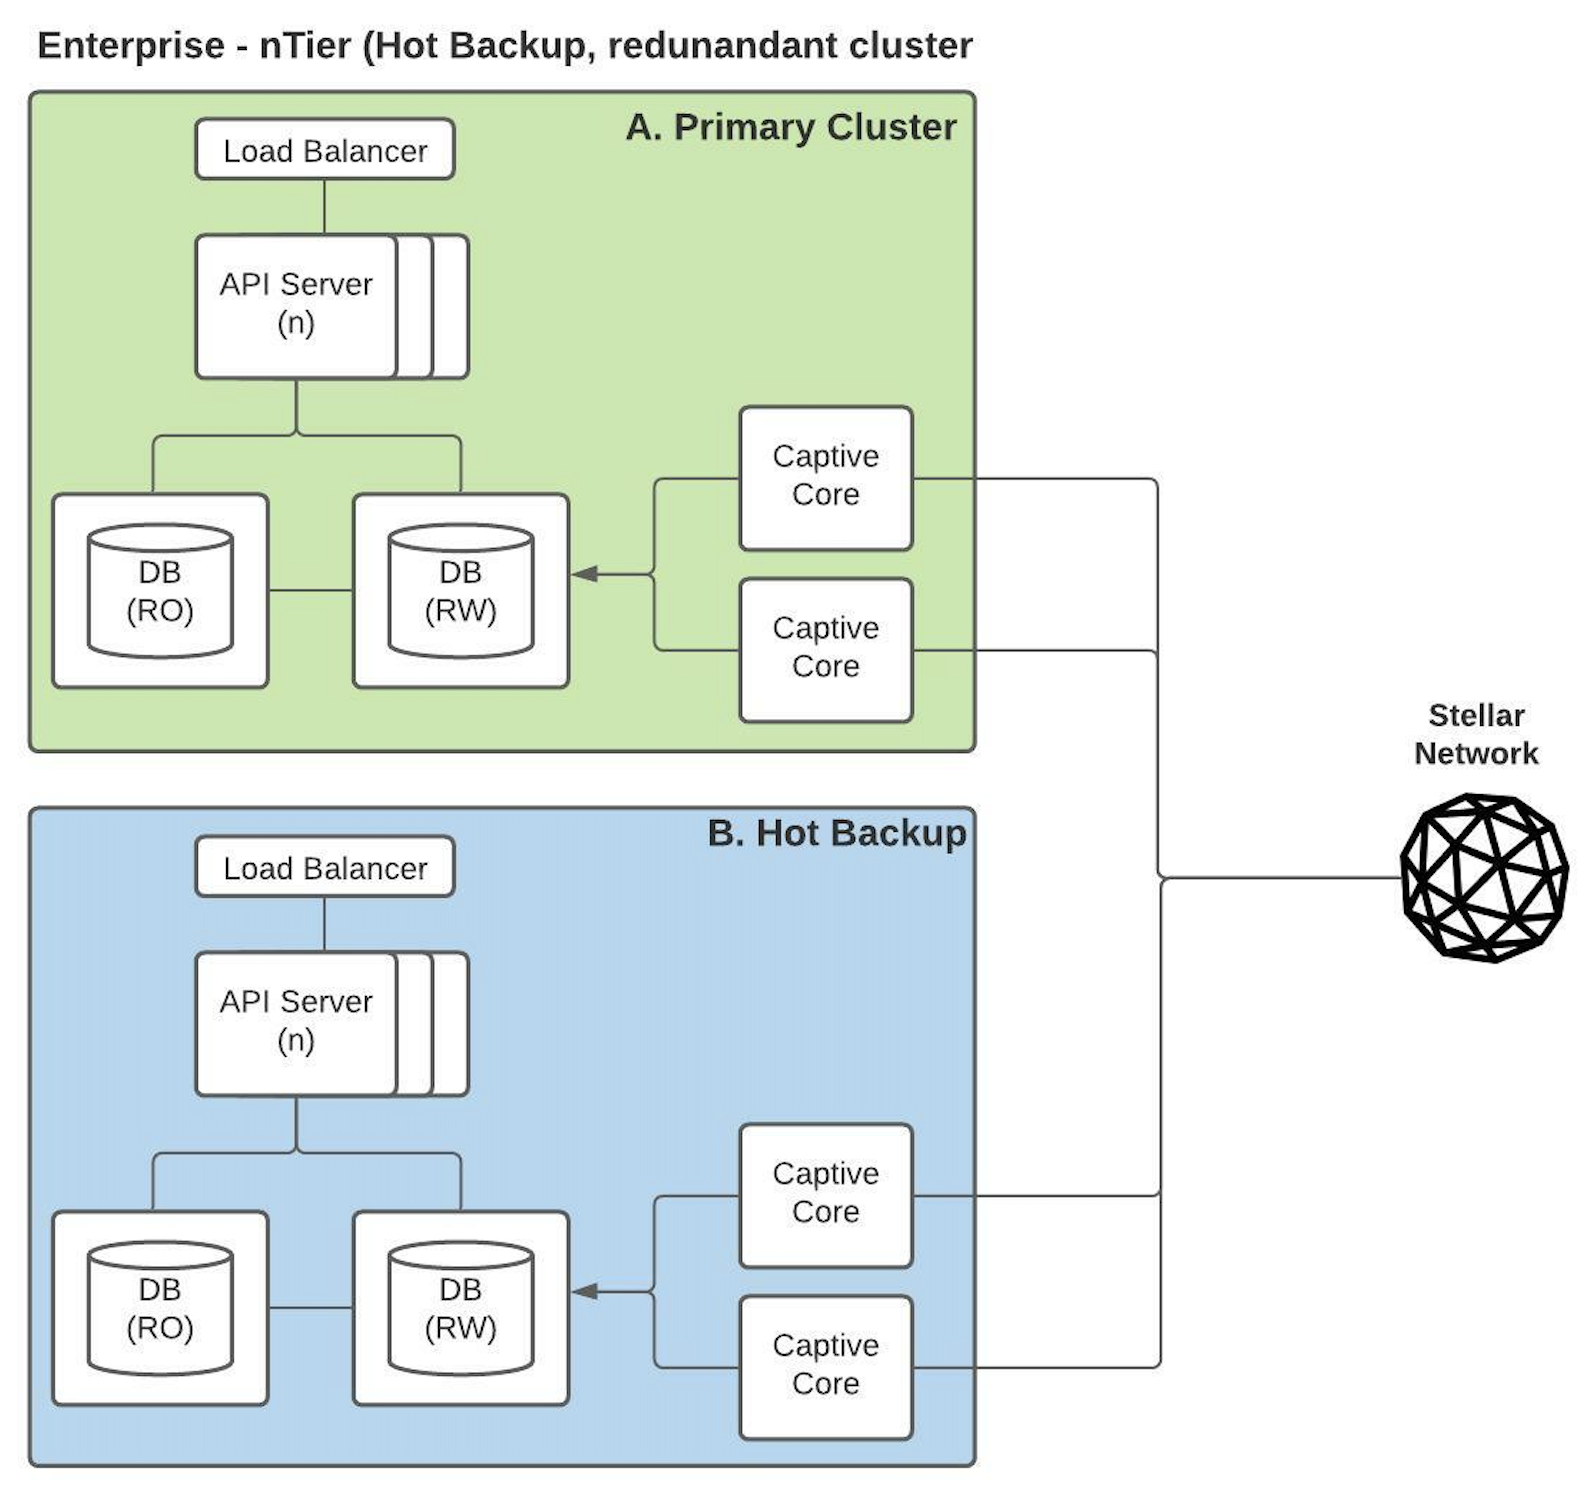 Enterprise - nTier (Hot Backup, redunandant cluster
A. Primary Cluster
Load Balancer
API Server
(n)
Captive
Core
DB
(RO)
DB
(RW)
Captive
Core
Stellar
Network
B. Hot Backup
Load Balancer
API Server
(n)
Captive
Core
DB
(RO)
DB
(RW)
Captive
Core